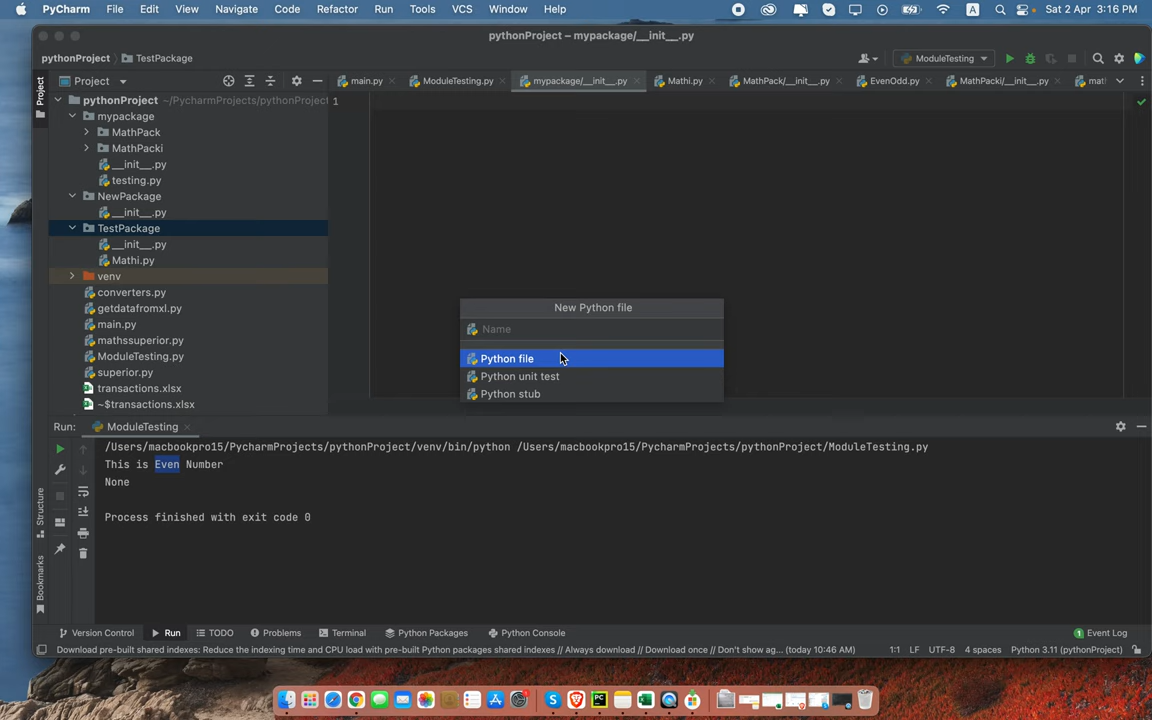 PyCharm File Edit View Navigate Code Refactor Run Tools VCS Window Help A Sat 2 Apr 3:16 PM
pythonProject – mypackage/__init__.py
pythonProject TestPackage ModuleTesting
Project main.py ModuleTesting.py mypackage/__init__.py Mathi.py MathPack/__init__.py EvenOdd.py MathPacki/__init__.py mat
Project
pythonProject ~/PycharmProjects/pythonProject 1
mypackage
MathPack
MathPacki
__init__.py
testing.py
NewPackage
__init__.py
TestPackage
__init__.py
Mathi.py
venv
converters.py
getdatafromxl.py
main.py
mathssuperior.py
ModuleTesting.py
superior.py
transactions.xlsx
~$transactions.xlsx
New Python file
Name
Python file
Python unit test
Python stub
Run: ModuleTesting
/Users/macbookpro15/PycharmProjects/pythonProject/venv/bin/python /Users/macbookpro15/PycharmProjects/pythonProject/ModuleTesting.py
This is Even Number
None
Process finished with exit code 0
Structure
Bookmarks
Version Control Run TODO Problems Terminal Python Packages Python Console 1 Event Log
Download pre-built shared indexes: Reduce the indexing time and CPU load with pre-built Python packages shared indexes // Always download // Download once // Don't show ag... (today 10:46 AM) 1:1 LF UTF-8 4 spaces Python 3.11 (pythonProject)